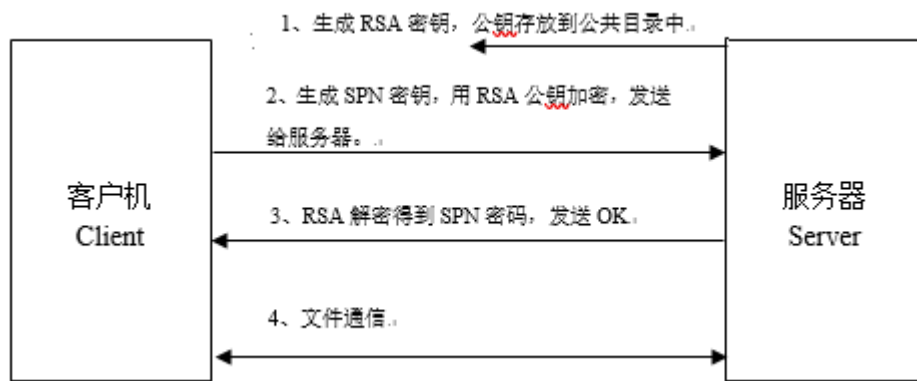 1、生成 RSA 密钥，公钥存放到公共目录中
2、生成 SPN 密钥，用 RSA 公钥加密，发送
给服务器。
客户机
Client
3、RSA 解密得到 SPN 密码，发送 OK
服务器
Server
4、文件通信